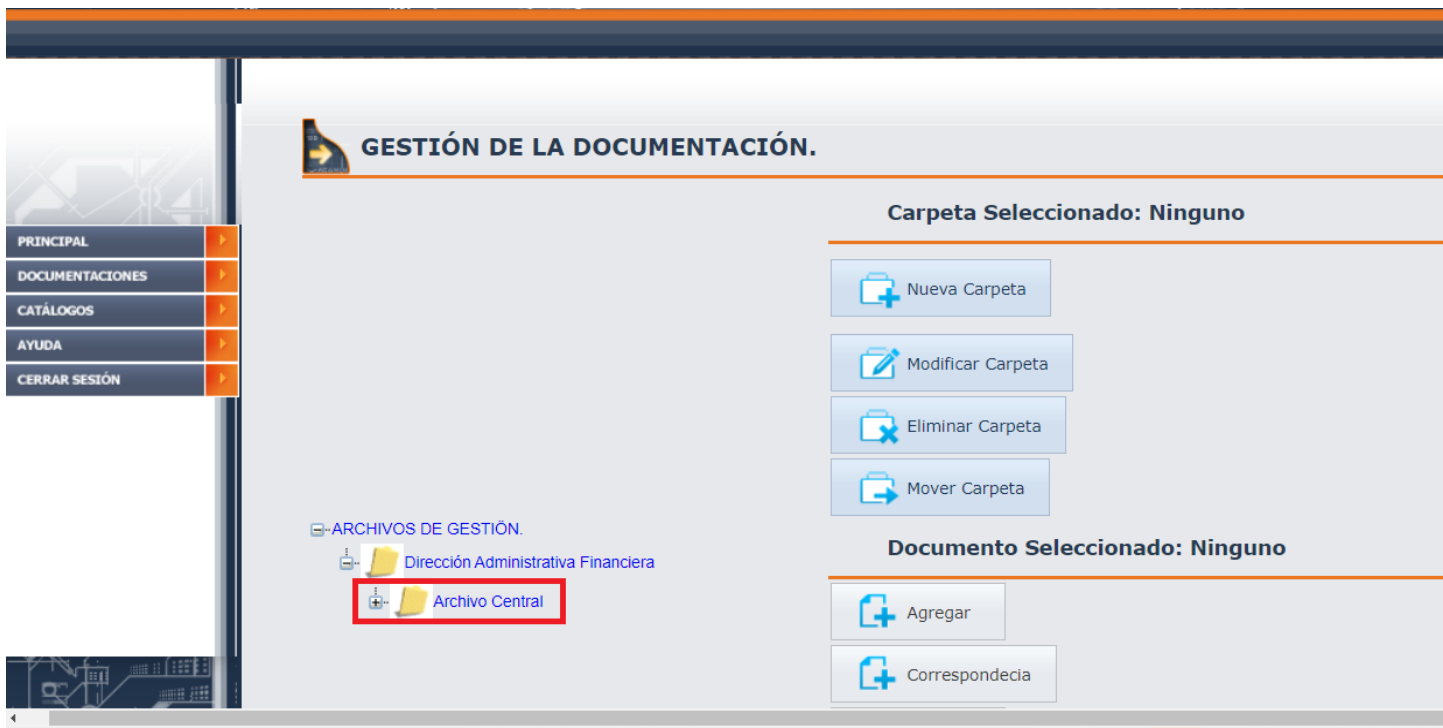 GESTIÓN DE LA DOCUMENTACIÓN.
Carpeta Seleccionado: Ninguno
PRINCIPAL
DOCUMENTACIONES
CATÁLOGOS
AYUDA
CERRAR SESIÓN
Nueva Carpeta
Modificar Carpeta
Eliminar Carpeta
Mover Carpeta
ARCHIVOS DE GESTIÖN.
Dirección Administrativa Financiera
Archivo Central
Documento Seleccionado: Ninguno
Agregar
Correspondecia